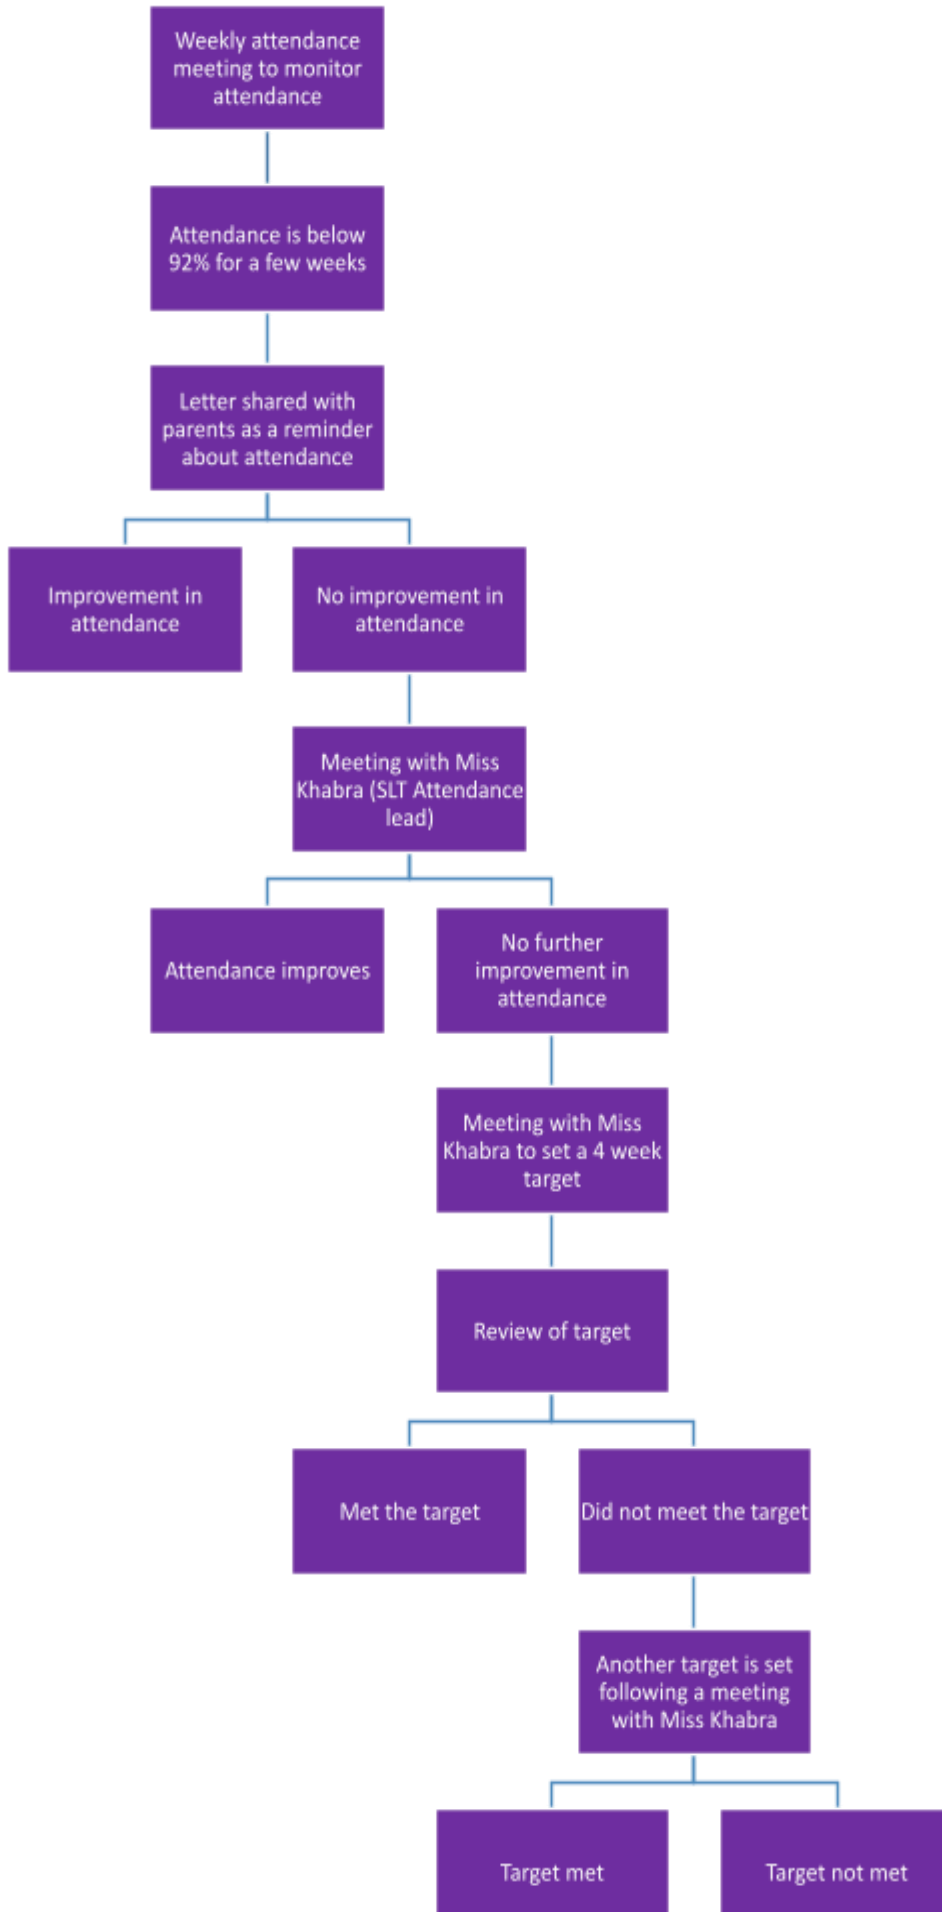 Weekly attendance
meeting to monitor
attendance
Attendance is below
92% for a few weeks
Letter shared with
parents as a reminder
about attendance
Improvement in
attendance
No improvement in
attendance
Meeting with Miss
Khabra (SLT Attendance
lead)
Attendance improves
No further
improvement in
attendance
Meeting with Miss
Khabra to set a 4 week
target
Review of target
Met the target
Did not meet the target
Another target is set
following a meeting
with Miss Khabra
Target met
Target not met